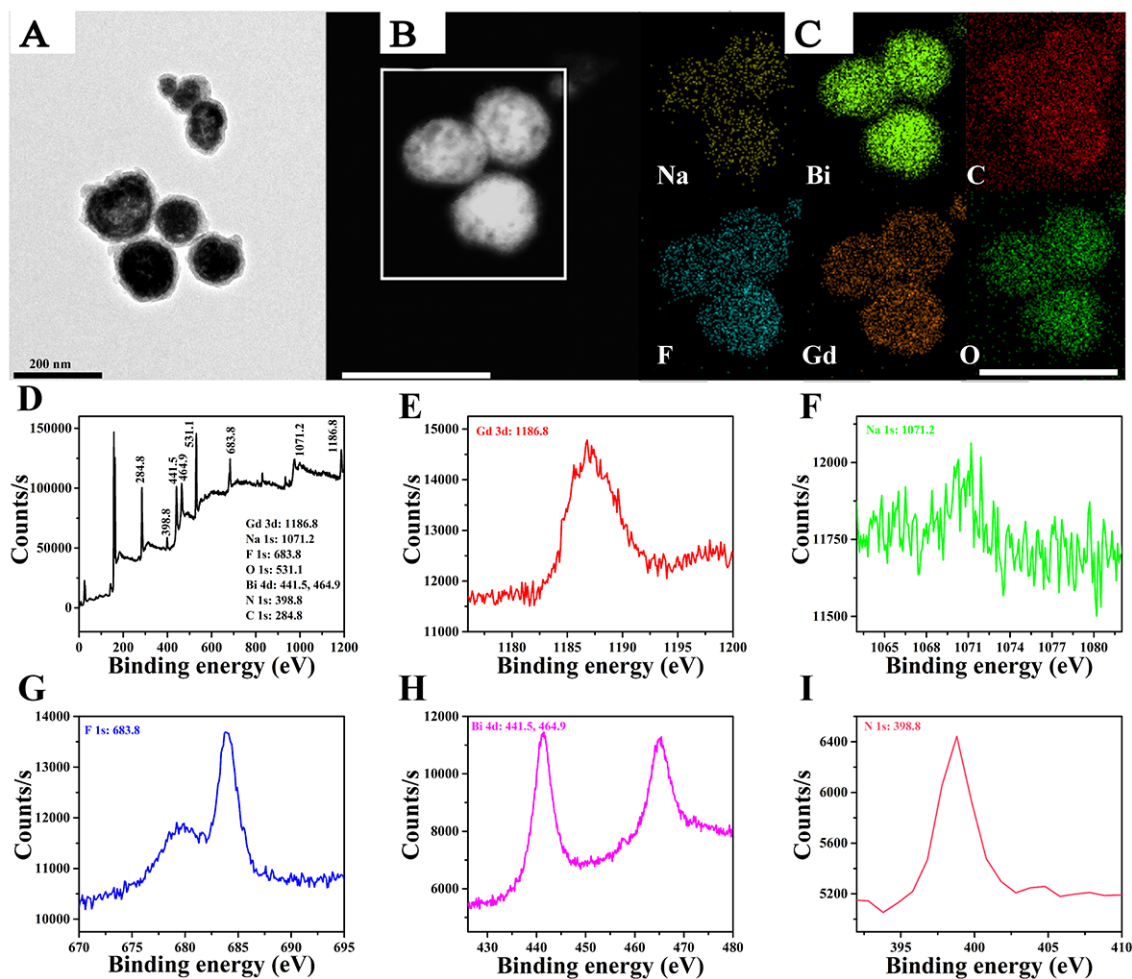 A
B
C
200 nm
Na
Bi
C
F
Gd
O
D
Counts/s
150000
100000
50000
0
284.8
398.8
441.5
464.9
531.1
683.8
1071.2
1186.8
Gd 3d: 1186.8
Na 1s: 1071.2
F 1s: 683.8
O 1s: 531.1
Bi 4d: 441.5, 464.9
N 1s: 398.8
C 1s: 284.8
0 200 400 600 800 1000 1200
Binding energy (eV)
E
Gd 3d: 1186.8
Counts/s
15000
14000
13000
12000
11000
1180 1185 1190 1195 1200
Binding energy (eV)
F
Na 1s: 1071.2
Counts/s
12000
11750
11500
1065 1068 1071 1074 1077 1080
Binding energy (eV)
G
F 1s: 683.8
Counts/s
14000
13000
12000
11000
10000
670 675 680 685 690 695
Binding energy (eV)
H
Bi 4d: 441.5, 464.9
Counts/s
12000
10000
8000
6000
430 440 450 460 470 480
Binding energy (eV)
I
N 1s: 398.8
Counts/s
6400
5800
5200
395 400 405 410
Binding energy (eV)